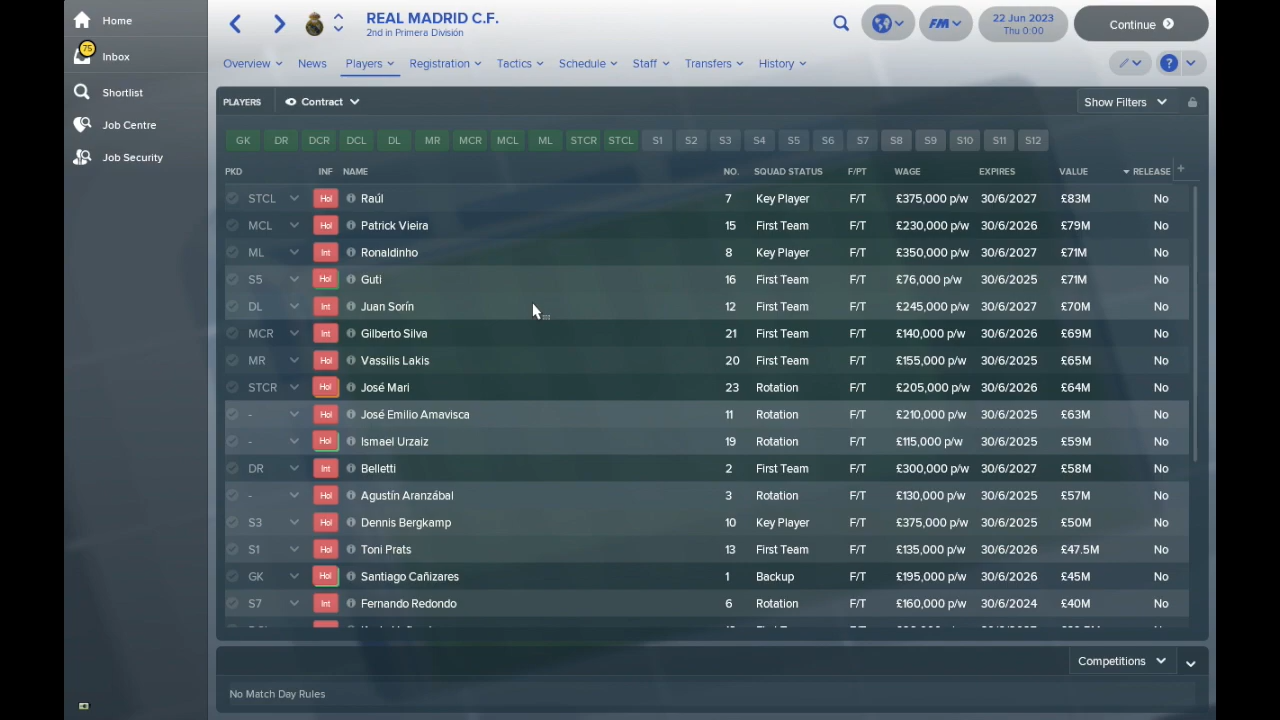 Home
75
Inbox
Shortlist
Job Centre
Job Security
REAL MADRID C.F.
2nd in Primera División
FM
22 Jun 2023
Thu 0:00
Continue
Overview News Players Registration Tactics Schedule Staff Transfers History
?
PLAYERS Contract Show Filters
GK DR DCR DCL DL MR MCR MCL ML STCR STCL S1 S2 S3 S4 S5 S6 S7 S8 S9 S10 S11 S12
PKD INF NAME NO. SQUAD STATUS F/PT WAGE EXPIRES VALUE RELEASE +
STCL Hol Raúl 7 Key Player F/T £375,000 p/w 30/6/2027 £83M No
MCL Hol Patrick Vieira 15 First Team F/T £230,000 p/w 30/6/2026 £79M No
ML Int Ronaldinho 8 Key Player F/T £350,000 p/w 30/6/2027 £71M No
S5 Hol Guti 16 First Team F/T £76,000 p/w 30/6/2025 £71M No
DL Int Juan Sorín 12 First Team F/T £245,000 p/w 30/6/2027 £70M No
MCR Int Gilberto Silva 21 First Team F/T £140,000 p/w 30/6/2026 £69M No
MR Hol Vassilis Lakis 20 First Team F/T £155,000 p/w 30/6/2025 £65M No
STCR Hol José Mari 23 Rotation F/T £205,000 p/w 30/6/2026 £64M No
- Hol José Emilio Amavisca 11 Rotation F/T £210,000 p/w 30/6/2025 £63M No
- Hol Ismael Urzaiz 19 Rotation F/T £115,000 p/w 30/6/2025 £59M No
DR Int Belletti 2 First Team F/T £300,000 p/w 30/6/2027 £58M No
- Hol Agustín Aranzábal 3 Rotation F/T £130,000 p/w 30/6/2025 £57M No
S3 Hol Dennis Bergkamp 10 Key Player F/T £375,000 p/w 30/6/2025 £50M No
S1 Hol Toni Prats 13 First Team F/T £135,000 p/w 30/6/2026 £47.5M No
GK Hol Santiago Cañizares 1 Backup F/T £195,000 p/w 30/6/2026 £45M No
S7 Int Fernando Redondo 6 Rotation F/T £160,000 p/w 30/6/2024 £40M No
Competitions
No Match Day Rules